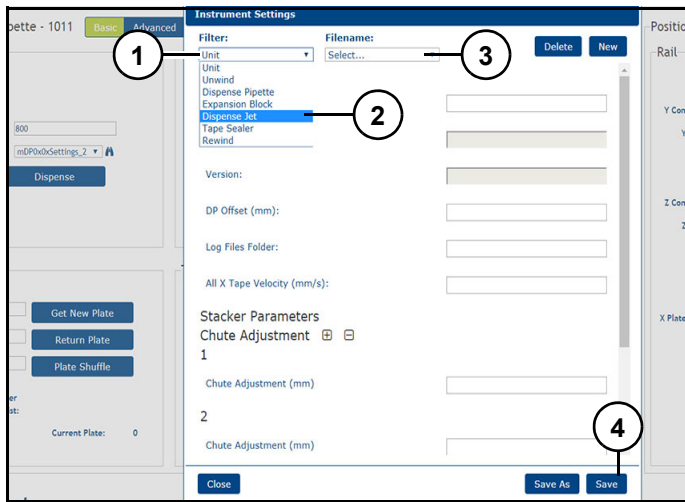 pette - 1011 Basic Advanced
800
mDP0x0xSettings_2
Dispense
Get New Plate
Return Plate
Plate Shuffle
er
st:
Current Plate: 0
Instrument Settings
Filter: Filename:
Unit Select... Delete New
Unit
Unwind
Dispense Pipette
Expansion Block
Dispense Jet
Tape Sealer
Rewind
Version:
DP Offset (mm):
Log Files Folder:
All X Tape Velocity (mm/s):
Stacker Parameters
Chute Adjustment
1
Chute Adjustment (mm)
2
Chute Adjustment (mm)
Close Save As Save
Positio
Rail
Y Con
Y
Z Con
Z
X Plate
1
2
3
4